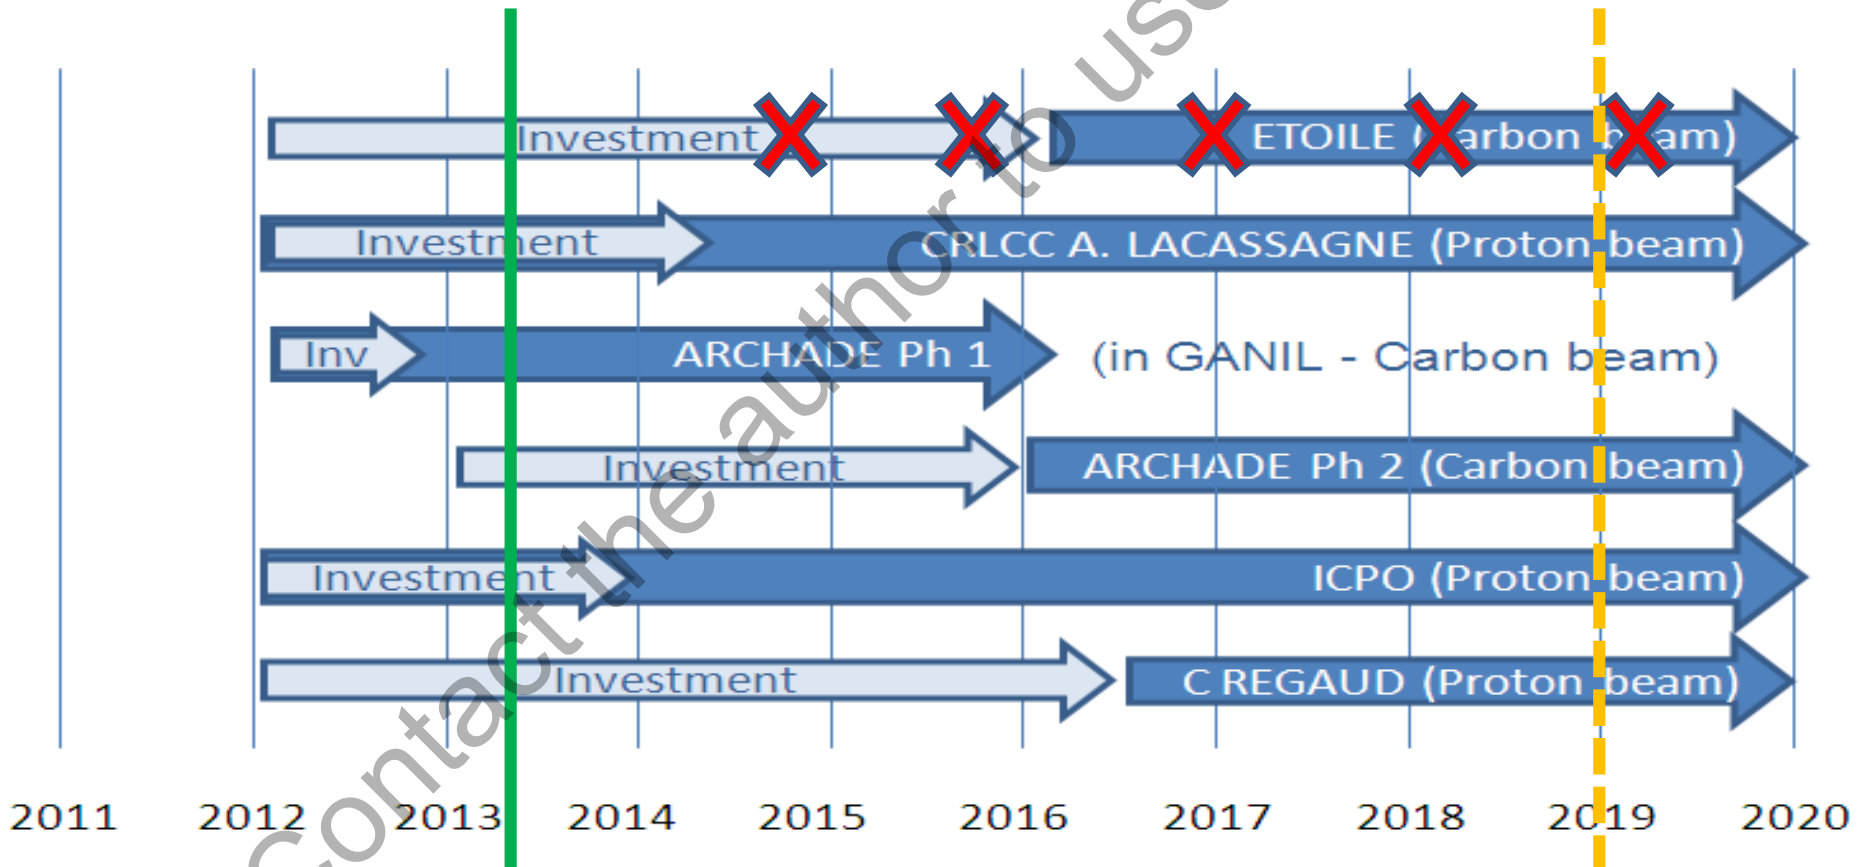 Investment ETOILE (Carbon beam)
Investment CRLCC A. LACASSAGNE (Proton beam)
Inv ARCHADE Ph 1 (in GANIL - Carbon beam)
Investment ARCHADE Ph 2 (Carbon beam)
Investment ICPO (Proton beam)
Investment C REGAUD (Proton beam)
2011 2012 2013 2014 2015 2016 2017 2018 2019 2020
Contact the author to use